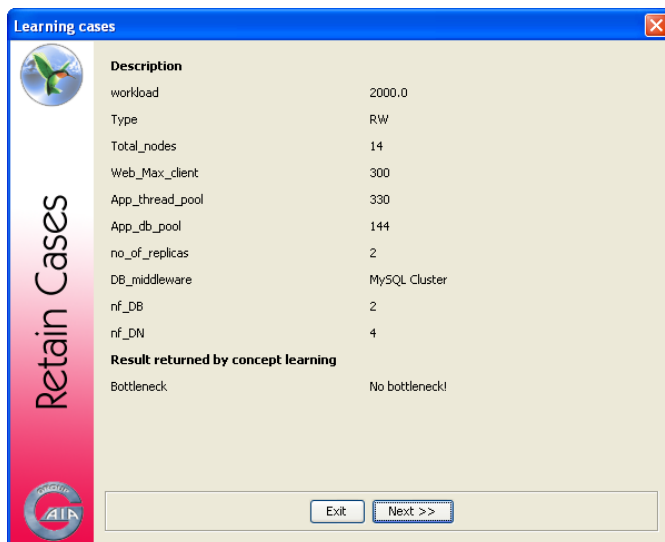 Learning cases
Retain Cases
Description
workload 2000.0
Type RW
Total_nodes 14
Web_Max_client 300
App_thread_pool 330
App_db_pool 144
no_of_replicas 2
DB_middleware MySQL Cluster
nf_DB 2
nf_DN 4
Result returned by concept learning
Bottleneck No bottleneck!
GROUP
GAIA
Exit Next >>